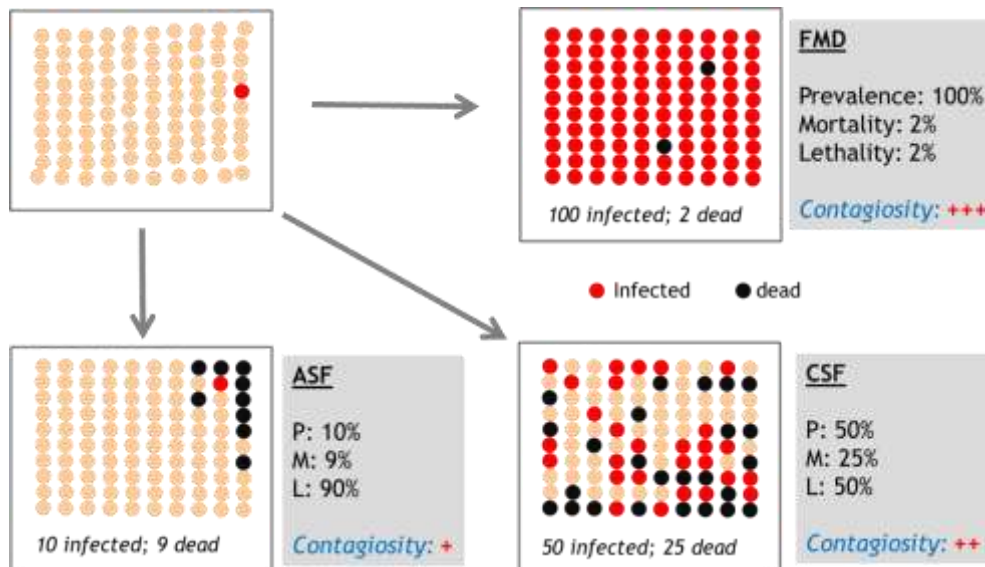 FMD
Prevalence: 100%
Mortality: 2%
Lethality: 2%
Contagiosity: +++
100 infected; 2 dead
Infected
dead
ASF
P: 10%
M: 9%
L: 90%
Contagiosity: +
10 infected; 9 dead
CSF
P: 50%
M: 25%
L: 50%
Contagiosity: ++
50 infected; 25 dead